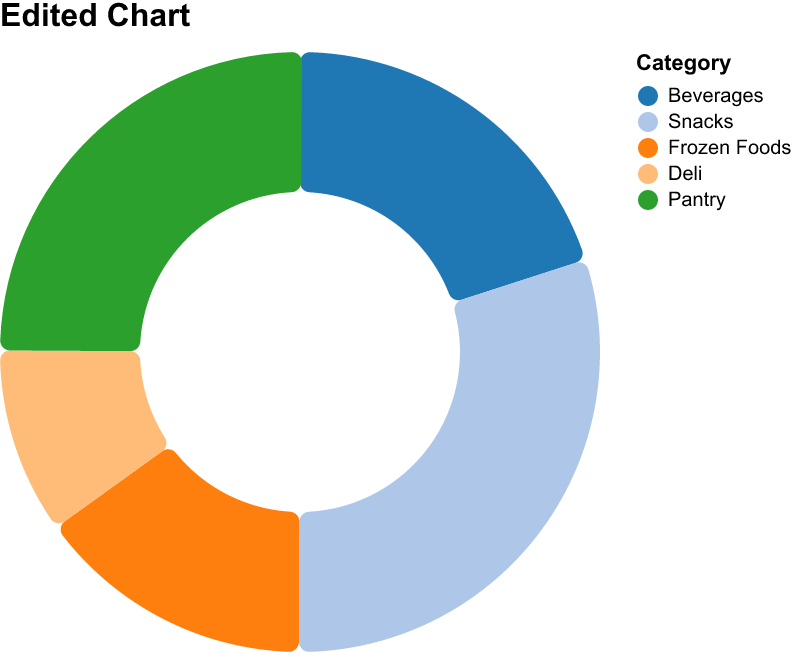 Edited Chart
Category
Beverages
Snacks
Frozen Foods
Deli
Pantry